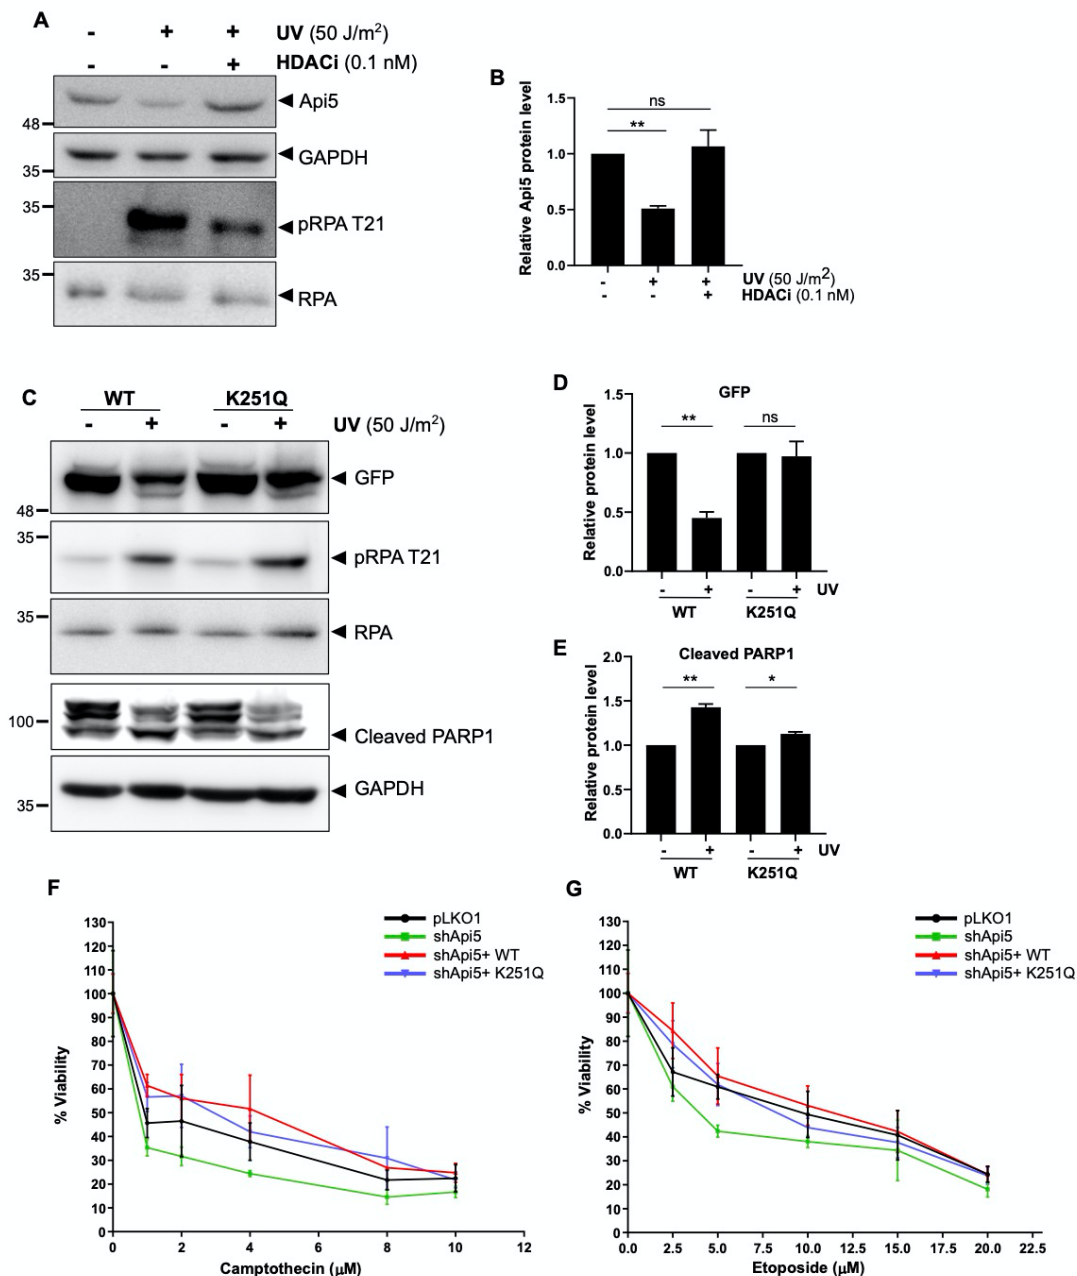 A
- + + UV (50 J/m²)
- - + HDACi (0.1 nM)
Api5
48
GAPDH
35
35
pRPA T21
35
RPA
B
Relative Api5 protein level
1.5
1.0
0.5
0.0
ns
**
- + + UV (50 J/m²)
- - + HDACi (0.1 nM)
C
WT K251Q
- + - + UV (50 J/m²)
GFP
48
35
pRPA T21
35
RPA
100
Cleaved PARP1
GAPDH
35
D
GFP
Relative protein level
1.5
1.0
0.5
0.0
** ns
- + - + UV
WT K251Q
E
Cleaved PARP1
Relative protein level
2.0
1.5
1.0
0.5
0.0
** *
- + - + UV
WT K251Q
F
pLKO1
shApi5
shApi5+ WT
shApi5+ K251Q
% Viability
130
120
110
100
90
80
70
60
50
40
30
20
10
0
0 2 4 6 8 10 12
Camptothecin (µM)
G
pLKO1
shApi5
shApi5+ WT
shApi5+ K251Q
% Viability
130
120
110
100
90
80
70
60
50
40
30
20
10
0
0.0 2.5 5.0 7.5 10.0 12.5 15.0 17.5 20.0 22.5
Etoposide (µM)